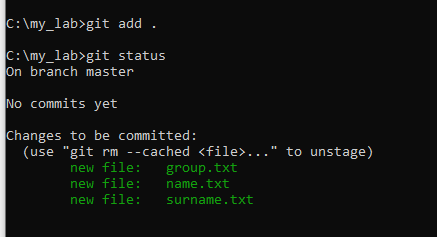 C:\my_lab>git add .
C:\my_lab>git status
On branch master
No commits yet
Changes to be committed:
  (use "git rm --cached <file>..." to unstage)
        new file:   group.txt
        new file:   name.txt
        new file:   surname.txt